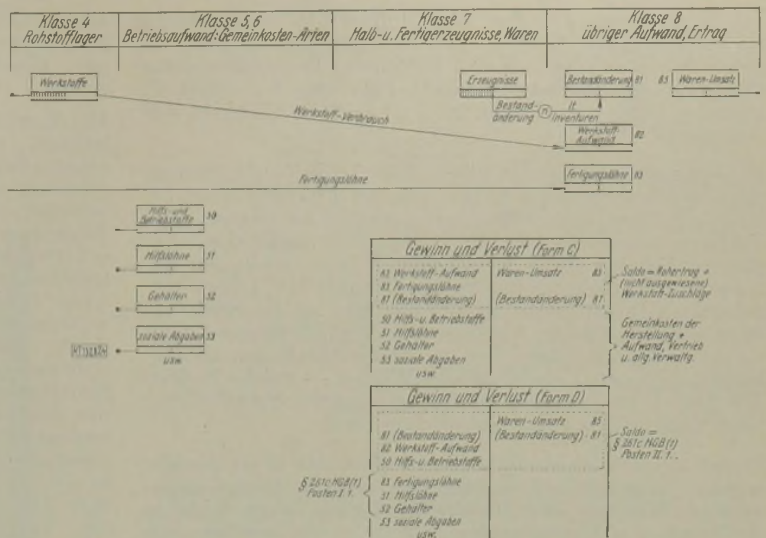 Klasse 4
Rohstofflager
Klasse 5, 6
Betriebsaufwand: Gemeinkosten-Arten
Klasse 7
Halb- u. Fertigerzeugnisse, Waren
Klasse 8
übriger Aufwand, Ertrag
Werkstoffe
Erzeugnisse
Bestandänderung 81
85 Waren-Umsatz
Bestand-
änderung
lt
Inventuren
Werkstoff-Verbrauch
Werkstoff-
Aufwand 82
Fertigungslöhne
Fertigungslöhne 83
Hilfs- und
Betriebstoffe 50
Hilfslöhne 51
Gehälter 52
soziale Abgaben 53
usw.
Gewinn und Verlust (Form C)
Werkstoff-Aufwand
83 Fertigungslöhne
81 (Bestandänderung)
Waren-Umsatz 85
(Bestandänderung) 81
Saldo = Rohertrag +
(nicht ausgewiesene)
Werkstatt-Zuschläge
50 Hilfs- u. Betriebstoffe
51 Hilfslöhne
52 Gehälter
53 soziale Abgaben
usw.
Gemeinkosten der
Herstellung +
+ Aufwand, Vertrieb
u. allg. Verwaltg.
Gewinn und Verlust (Form D)
Waren-Umsatz 85
81 (Bestandänderung)
(Bestandänderung) 81
82 Werkstoff-Aufwand
50 Hilfs- u. Betriebstoffe
Saldo =
§ 261c HGB (1)
Posten II. 1..
§ 261c HGB (1)
Posten I. 1.
83 Fertigungslöhne
51 Hilfslöhne
52 Gehälter
53 soziale Abgaben
usw.